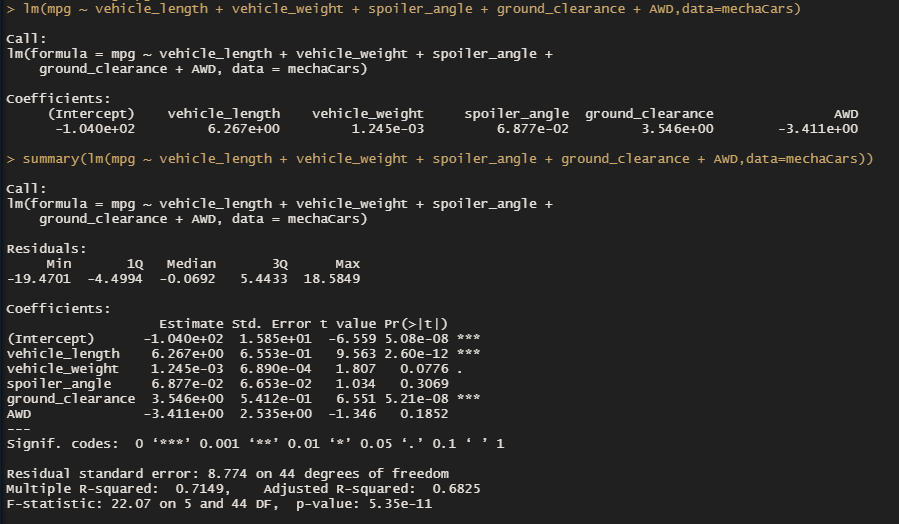 > lm(mpg ~ vehicle_length + vehicle_weight + spoiler_angle + ground_clearance + AWD,data=mechaCars)
Call:
lm(formula = mpg ~ vehicle_length + vehicle_weight + spoiler_angle +
    ground_clearance + AWD, data = mechaCars)
Coefficients:
     (Intercept)    vehicle_length    vehicle_weight     spoiler_angle  ground_clearance               AWD
      -1.040e+02         6.267e+00         1.245e-03         6.877e-02         3.546e+00        -3.411e+00
> summary(lm(mpg ~ vehicle_length + vehicle_weight + spoiler_angle + ground_clearance + AWD,data=mechaCars))
Call:
lm(formula = mpg ~ vehicle_length + vehicle_weight + spoiler_angle +
    ground_clearance + AWD, data = mechaCars)
Residuals:
     Min       1Q   Median       3Q      Max
-19.4701  -4.4994  -0.0692   5.4433  18.5849
Coefficients:
                   Estimate Std. Error t value Pr(>|t|)
(Intercept)      -1.040e+02  1.585e+01  -6.559 5.08e-08 ***
vehicle_length    6.267e+00  6.553e-01   9.563 2.60e-12 ***
vehicle_weight    1.245e-03  6.890e-04   1.807   0.0776 .
spoiler_angle     6.877e-02  6.653e-02   1.034   0.3069
ground_clearance  3.546e+00  5.412e-01   6.551 5.21e-08 ***
AWD              -3.411e+00  2.535e+00  -1.346   0.1852
---
Signif. codes:  0 ‘***’ 0.001 ‘**’ 0.01 ‘*’ 0.05 ‘.’ 0.1 ‘ ’ 1
Residual standard error: 8.774 on 44 degrees of freedom
Multiple R-squared:  0.7149,    Adjusted R-squared:  0.6825
F-statistic: 22.07 on 5 and 44 DF,  p-value: 5.35e-11